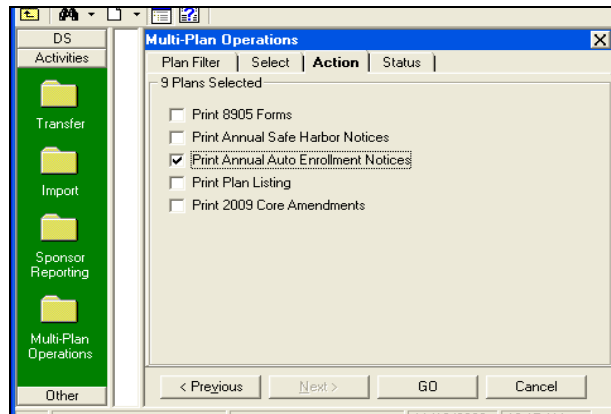 DS
Activities
Transfer
Import
Sponsor
Reporting
Multi-Plan
Operations
Other
Multi-Plan Operations
Plan Filter Select Action Status
9 Plans Selected
Print 8905 Forms
Print Annual Safe Harbor Notices
Print Annual Auto Enrollment Notices
Print Plan Listing
Print 2009 Core Amendments
< Previous Next > GO Cancel